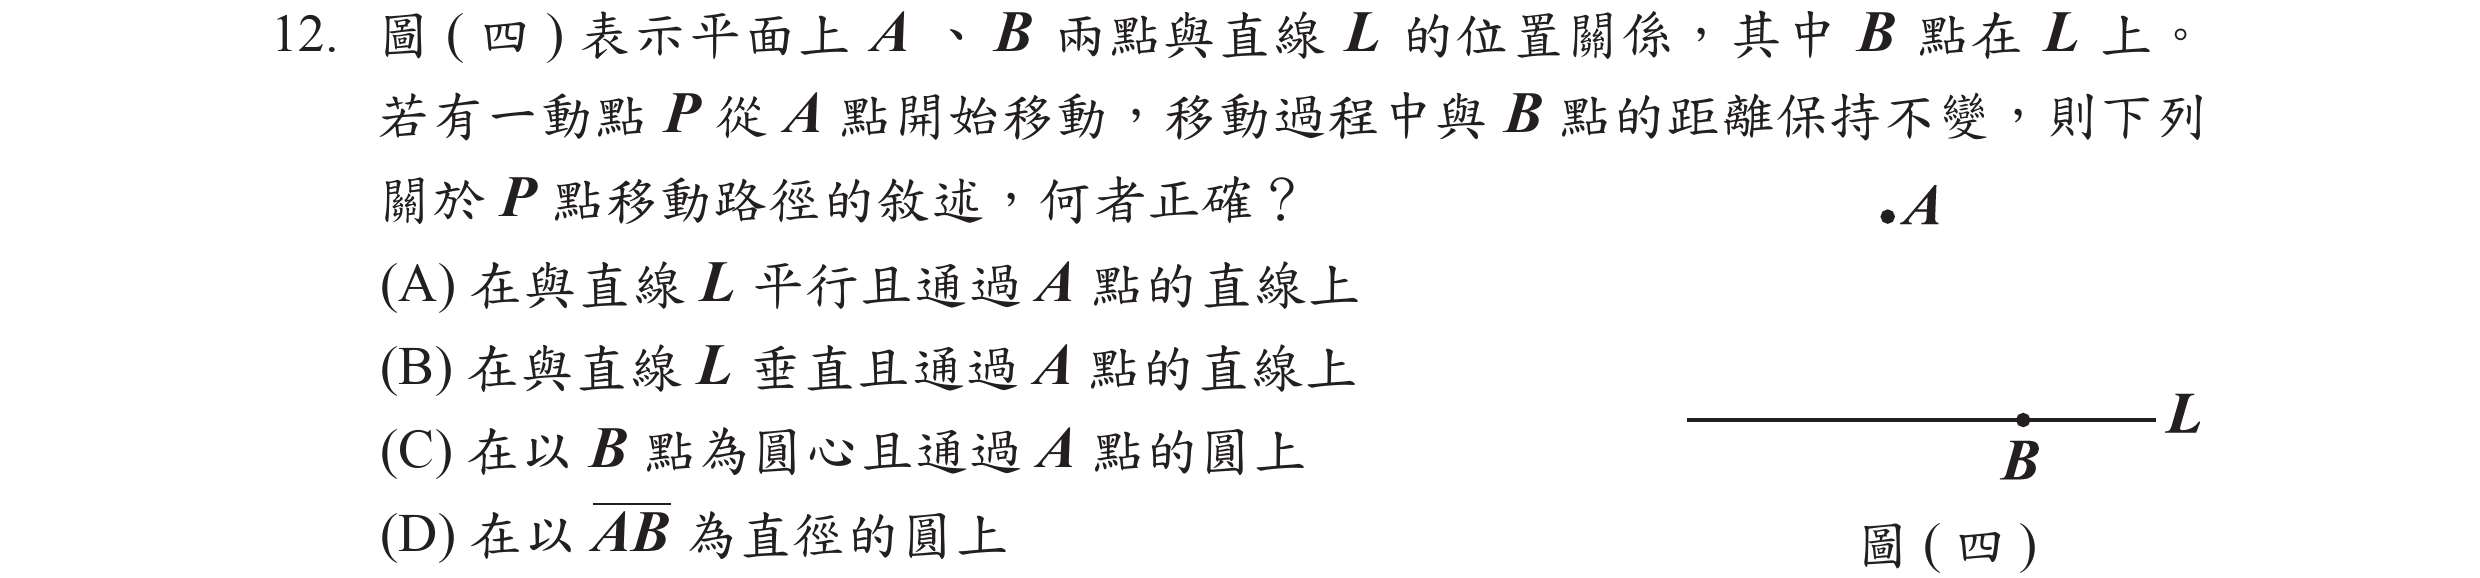 12. 圖(四)表示平面上 A 、B 兩點與直線 L 的位置關係，其中 B 點在 L 上。
若有一動點 P 從 A 點開始移動，移動過程中與 B 點的距離保持不變，則下列
關於 P 點移動路徑的敘述，何者正確？
(A) 在與直線 L 平行且通過 A 點的直線上
(B) 在與直線 L 垂直且通過 A 點的直線上
(C) 在以 B 點為圓心且通過 A 點的圓上
(D) 在以 AB 為直徑的圓上
A
L
B
圖(四)